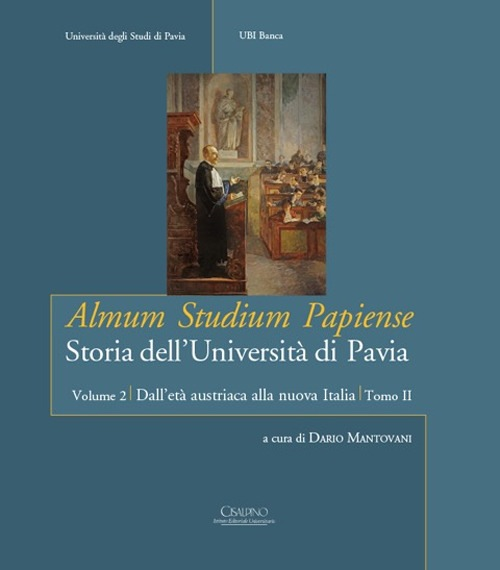 Università degli Studi di Pavia
UBI Banca
Almum Studium Papiense
Storia dell'Università di Pavia
Volume 2 | Dall'età austriaca alla nuova Italia | Tomo II
a cura di DARIO MANTOVANI
CISALPINO
Istituto Editoriale Universitario